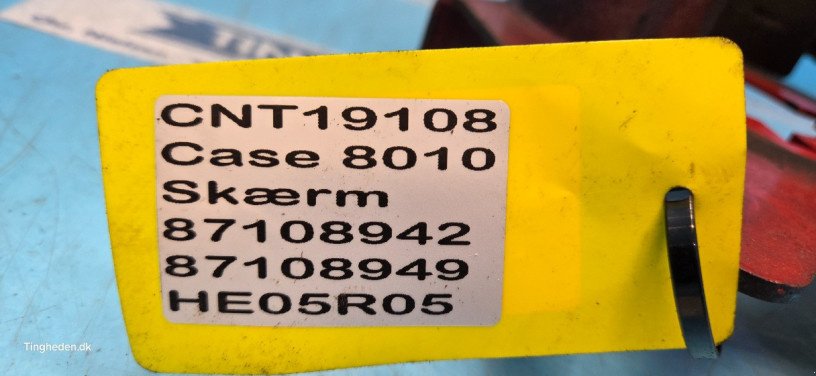 CNT19108
Case 8010
Skærm
87108942
87108949
HE05R05
Tingheden.dk